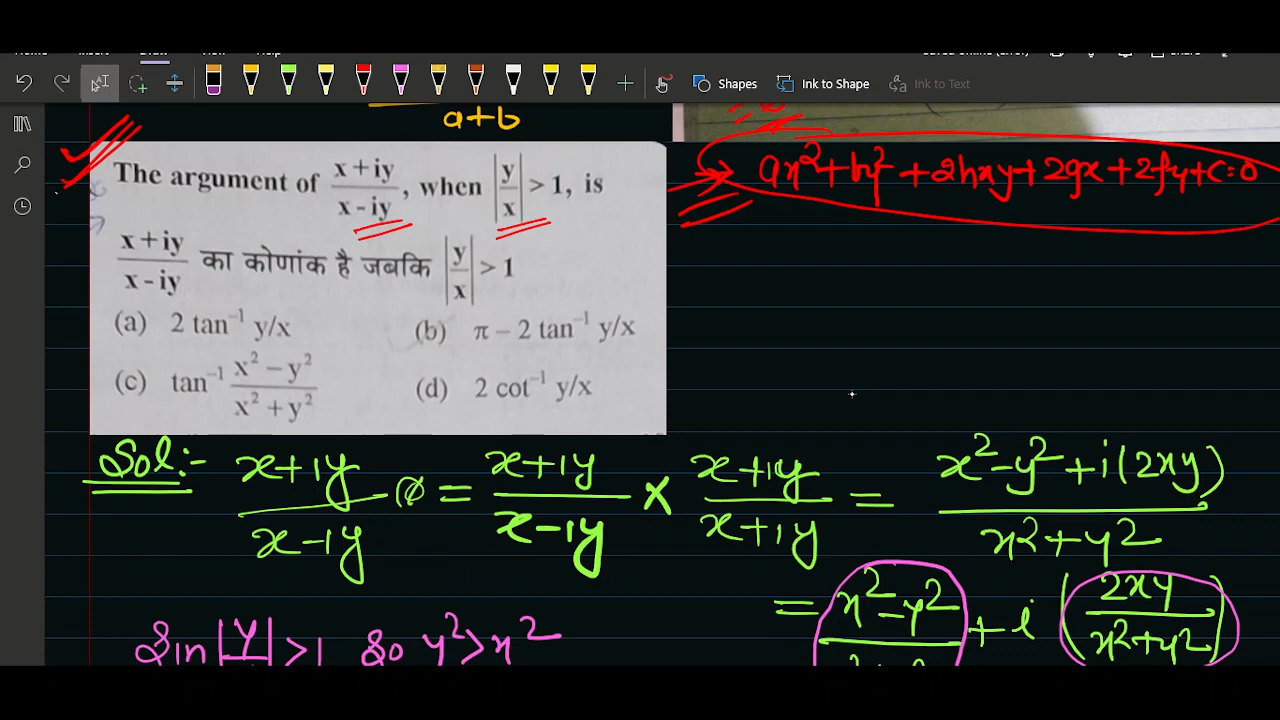 Shapes Ink to Shape Ink to Text
a+b
ax²+by²+2hxy+2gx+2fy+c=0
The argument of (x+iy)/(x-iy), when |y/x| > 1, is
(x+iy)/(x-iy) का कोणांक है जबकि |y/x| > 1
(a) 2 tan⁻¹ y/x (b) π – 2 tan⁻¹ y/x
(c) tan⁻¹ (x² – y²)/(x² + y²) (d) 2 cot⁻¹ y/x
Sol:- (x+iy)/(x-iy) = (x+iy)/(x-iy) × (x+iy)/(x+iy) = (x²-y²+i(2xy))/(x²+y²)
= (x²-y²)/ + i (2xy/(x²+y²))
Sin |y/ | >1 So y²>x²